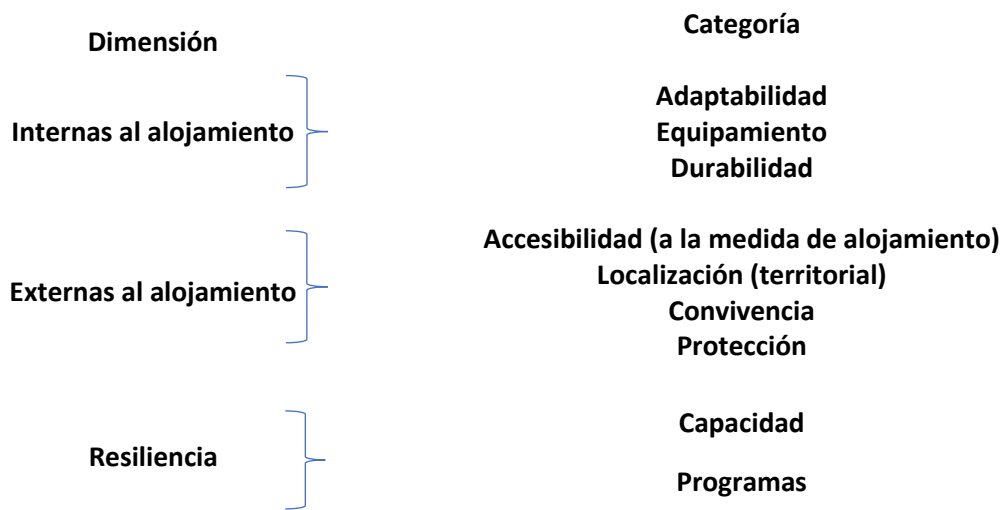 Dimensión
Categoría
Internas al alojamiento
Adaptabilidad
Equipamiento
Durabilidad
Externas al alojamiento
Accesibilidad (a la medida de alojamiento)
Localización (territorial)
Convivencia
Protección
Resiliencia
Capacidad
Programas